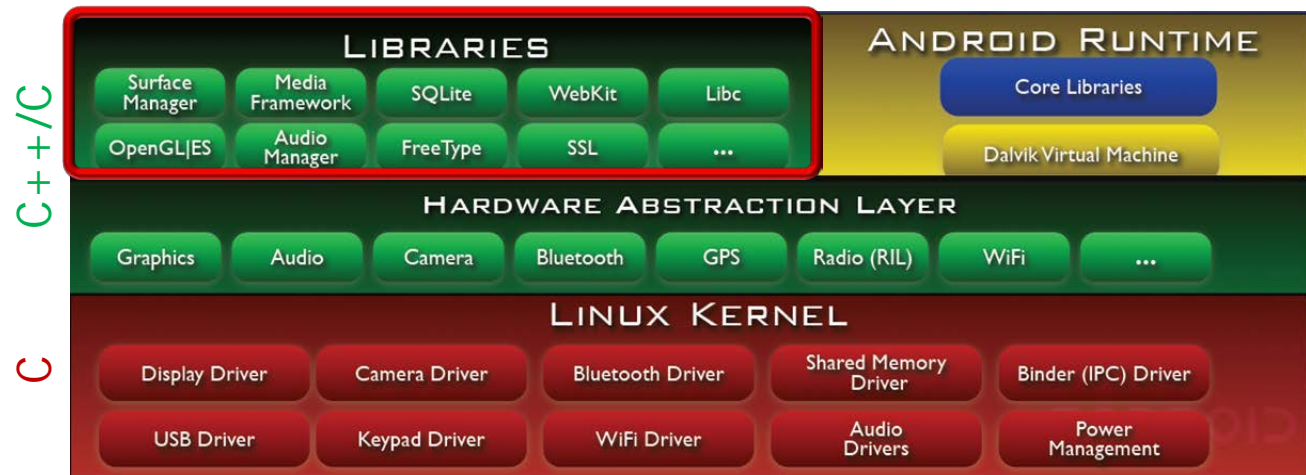 LIBRARIES
ANDROID RUNTIME
Surface
Manager
Media
Framework
SQLite
WebKit
Libc
Core Libraries
OpenGL|ES
Audio
Manager
FreeType
SSL
...
Dalvik Virtual Machine
C++/C
HARDWARE ABSTRACTION LAYER
Graphics
Audio
Camera
Bluetooth
GPS
Radio (RIL)
WiFi
...
LINUX KERNEL
C
Display Driver
Camera Driver
Bluetooth Driver
Shared Memory
Driver
Binder (IPC) Driver
USB Driver
Keypad Driver
WiFi Driver
Audio
Drivers
Power
Management